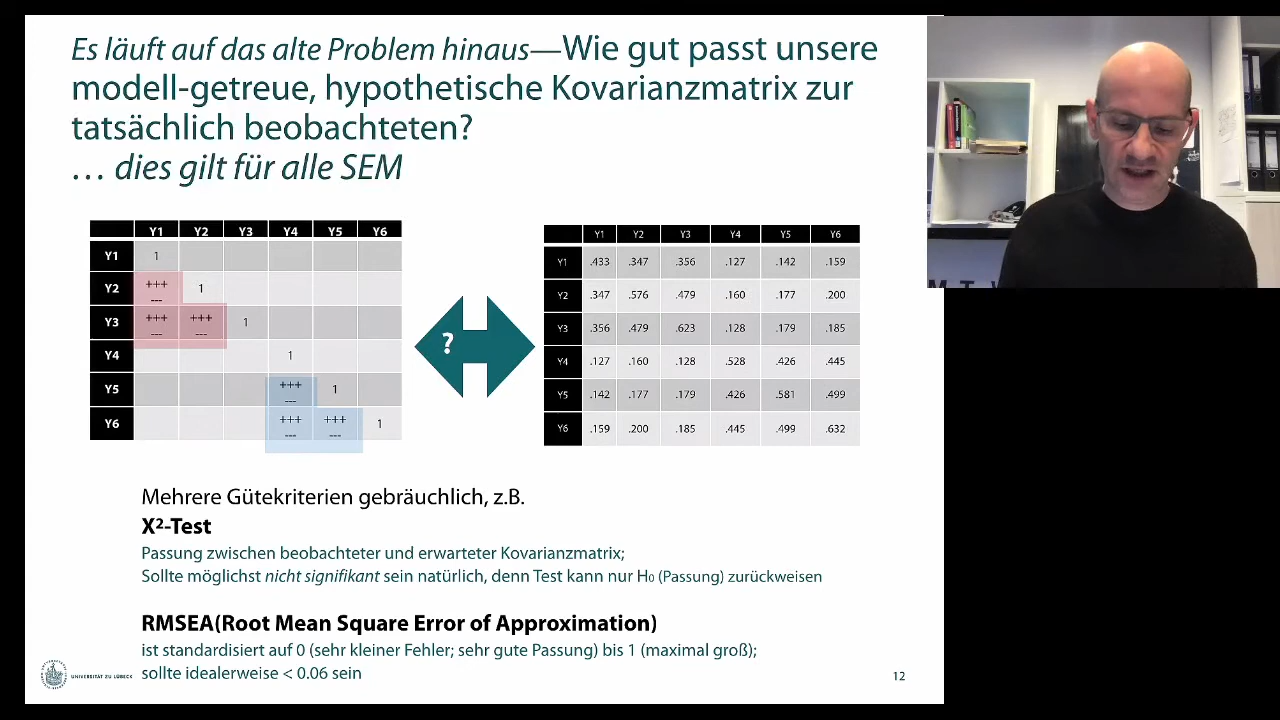 Es läuft auf das alte Problem hinaus—Wie gut passt unsere
modell-getreue, hypothetische Kovarianzmatrix zur
tatsächlich beobachteten?
… dies gilt für alle SEM
Y1 Y2 Y3 Y4 Y5 Y6
Y1 1
Y2 +++ --- 1
Y3 +++ --- +++ --- 1
Y4 1
Y5 +++ --- 1
Y6 +++ --- +++ --- 1
?
Y1 Y2 Y3 Y4 Y5 Y6
Y1 .433 .347 .356 .127 .142 .159
Y2 .347 .576 .479 .160 .177 .200
Y3 .356 .479 .623 .128 .179 .185
Y4 .127 .160 .128 .528 .426 .445
Y5 .142 .177 .179 .426 .581 .499
Y6 .159 .200 .185 .445 .499 .632
Mehrere Gütekriterien gebräuchlich, z.B.
X²-Test
Passung zwischen beobachteter und erwarteter Kovarianzmatrix;
Sollte möglichst nicht signifikant sein natürlich, denn Test kann nur H₀ (Passung) zurückweisen
RMSEA(Root Mean Square Error of Approximation)
ist standardisiert auf 0 (sehr kleiner Fehler; sehr gute Passung) bis 1 (maximal groß);
sollte idealerweise < 0.06 sein
UNIVERSITÄT ZU LÜBECK
12